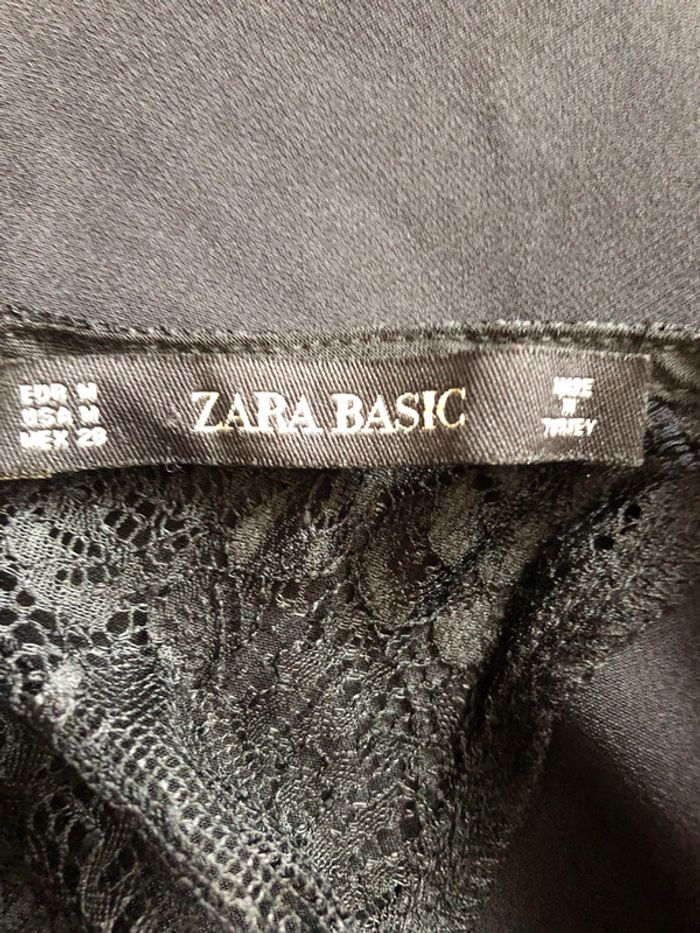 EUR M
USA M
MEX 28
ZARA BASIC
MADE
IN
TURKEY